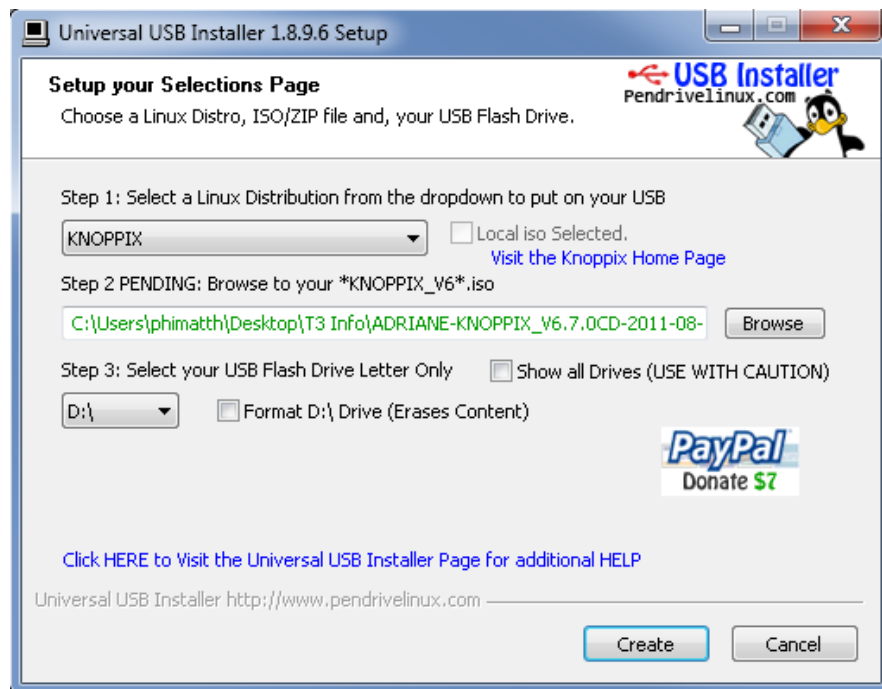 Universal USB Installer 1.8.9.6 Setup
Setup your Selections Page
Choose a Linux Distro, ISO/ZIP file and, your USB Flash Drive.
USB Installer
Pendrivelinux.com
Step 1: Select a Linux Distribution from the dropdown to put on your USB
KNOPPIX
Local iso Selected.
Visit the Knoppix Home Page
Step 2 PENDING: Browse to your *KNOPPIX_V6*.iso
C:\Users\phimatth\Desktop\T3 Info\ADRIANE-KNOPPIX_V6.7.0CD-2011-08-
Browse
Step 3: Select your USB Flash Drive Letter Only
Show all Drives (USE WITH CAUTION)
D:\
Format D:\ Drive (Erases Content)
PayPal
Donate $7
Click HERE to Visit the Universal USB Installer Page for additional HELP
Universal USB Installer http://www.pendrivelinux.com
Create
Cancel